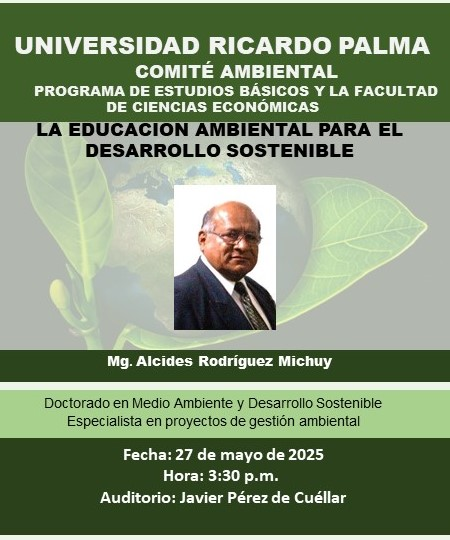 UNIVERSIDAD RICARDO PALMA
COMITÉ AMBIENTAL
PROGRAMA DE ESTUDIOS BÁSICOS Y LA FACULTAD
DE CIENCIAS ECONÓMICAS
LA EDUCACION AMBIENTAL PARA EL
DESARROLLO SOSTENIBLE
Mg. Alcides Rodríguez Michuy
Doctorado en Medio Ambiente y Desarrollo Sostenible
Especialista en proyectos de gestión ambiental
Fecha: 27 de mayo de 2025
Hora: 3:30 p.m.
Auditorio: Javier Pérez de Cuéllar